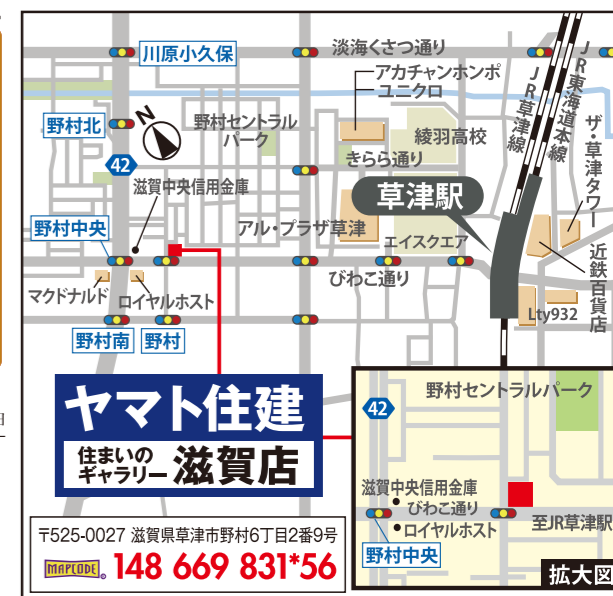 川原小久保
淡海くさつ通り
JR草津線
JR東海道本線
アカチャンホンポ
ユニクロ
野村北
N
野村セントラル
パーク
綾羽高校
ザ・草津タワー
42
きらら通り
滋賀中央信用金庫
草津駅
野村中央
アル・プラザ草津
エイスクエア
近鉄百貨店
びわこ通り
マクドナルド
ロイヤルホスト
Lty932
野村南
野村
ヤマト住建
住まいの
ギャラリー
滋賀店
〒525-0027 滋賀県草津市野村6丁目2番9号
MAPCODE
148 669 831*56
野村セントラルパーク
42
滋賀中央信用金庫
びわこ通り
ロイヤルホスト
至JR草津駅
野村中央
拡大図